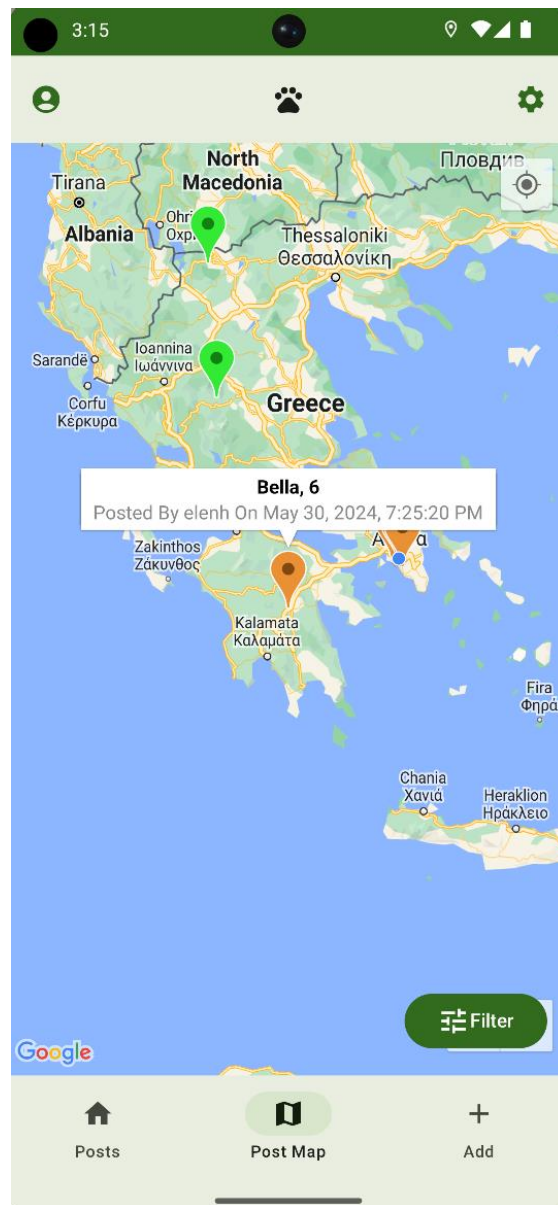 3:15
North
Macedonia
Пловдив
Tirana
Albania
Thessaloniki
Θεσσαλονίκη
Ioannina
Ιωάννινα
Sarandë
Corfu
Κέρκυρα
Greece
Bella, 6
Posted By elenh On May 30, 2024, 7:25:20 PM
Zakinthos
Ζάκυνθος
Kalamata
Καλαμάτα
Fira
Φηρά
Chania
Χανιά
Heraklion
Ηράκλειο
Filter
Google
Posts
Post Map
Add